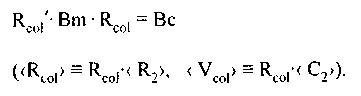 R_col´· Bm · R_col = Bc
(‹R_col› ≡ R_col·‹ R_2›, ‹ V_col› ≡ R_col·‹ C_2›).